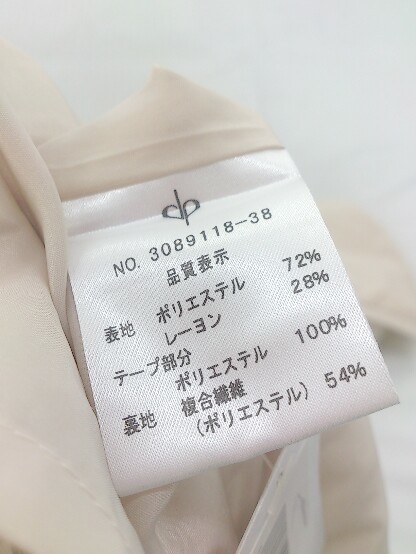 NO. 3089118-38
品質表示
表地 ポリエステル 72%
レーヨン 28%
テープ部分
ポリエステル 100%
裏地 複合繊維
(ポリエステル) 54%